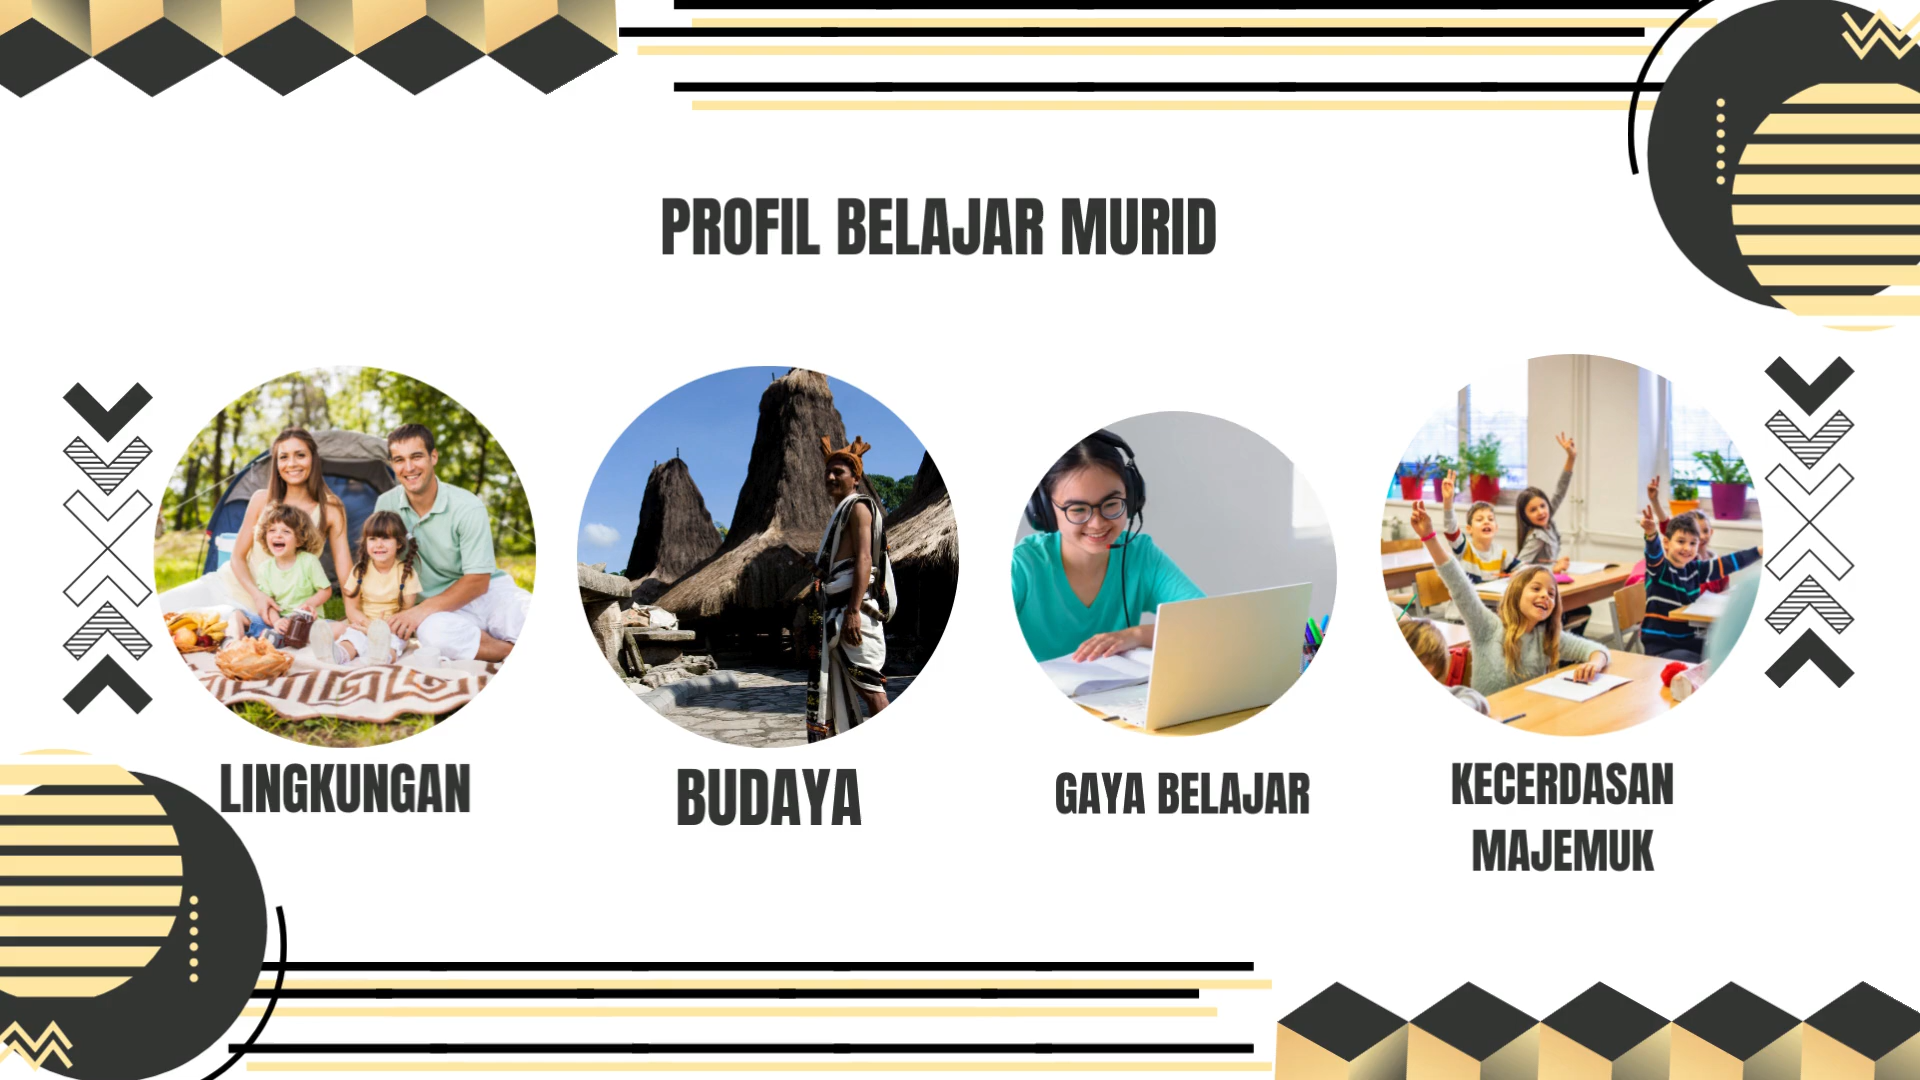 PROFIL BELAJAR MURID
LINGKUNGAN
BUDAYA
GAYA BELAJAR
KECERDASAN
MAJEMUK